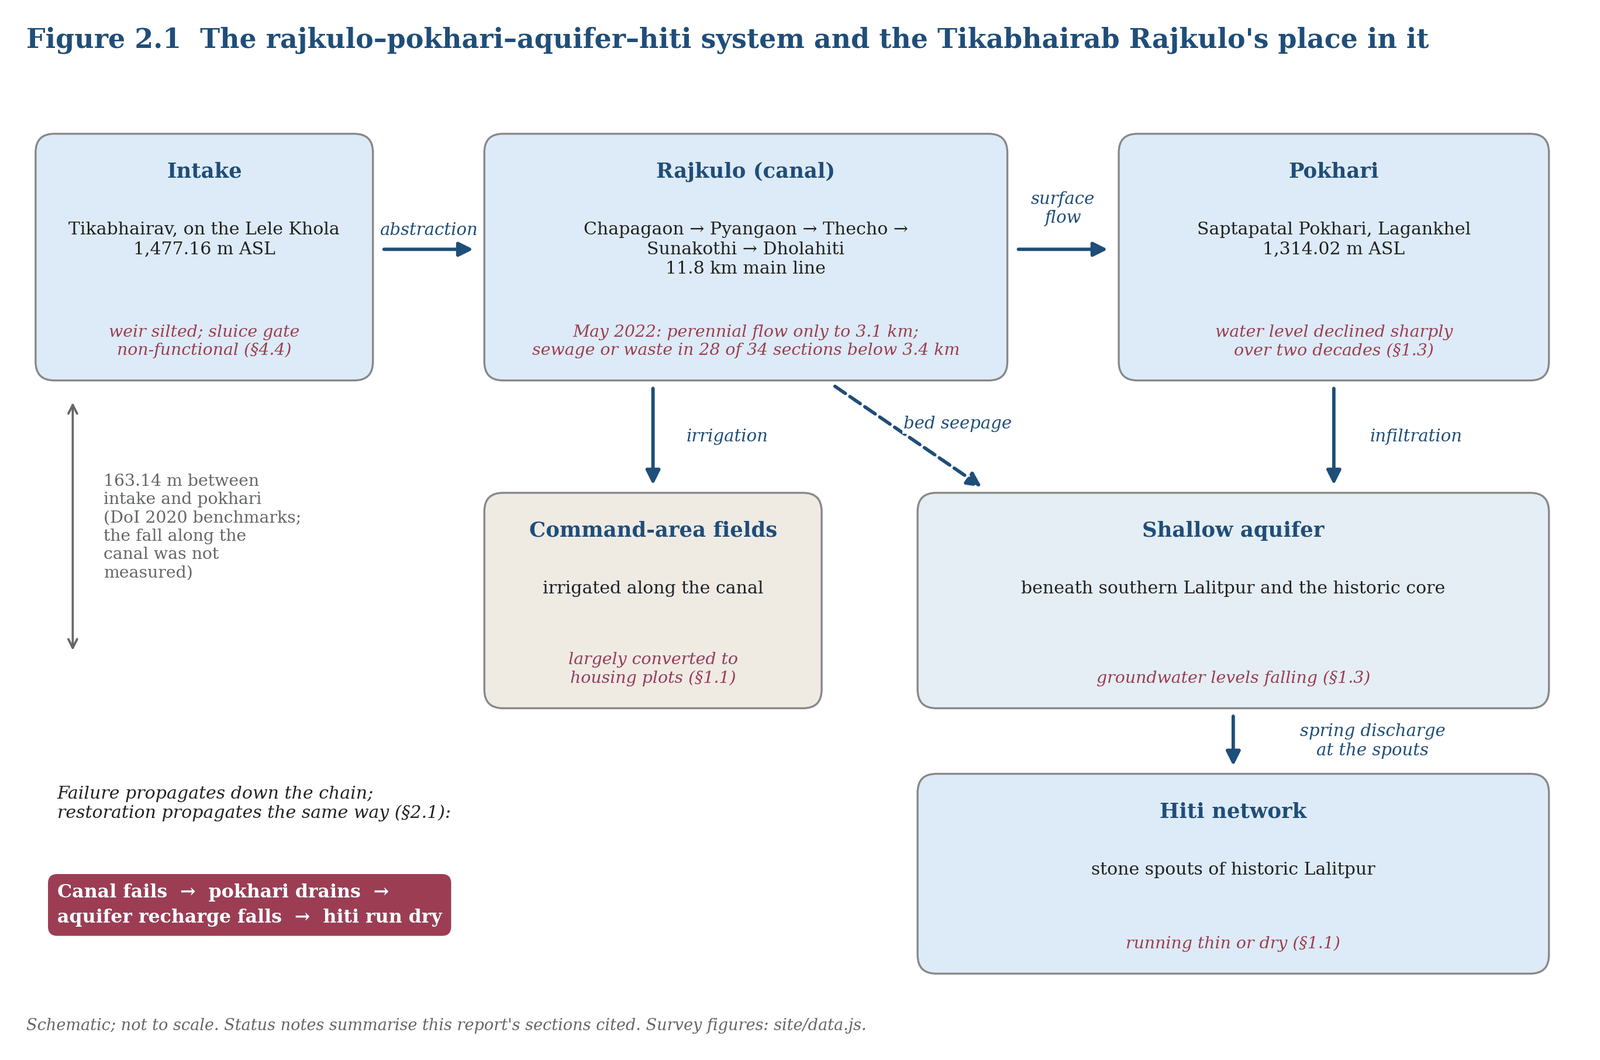 Figure 2.1  The rajkulo–pokhari–aquifer–hiti system and the Tikabhairab Rajkulo's place in it
Intake
Tikabhairav, on the Lele Khola
1,477.16 m ASL
weir silted; sluice gate
non-functional (§4.4)
abstraction
Rajkulo (canal)
Chapagaon → Pyangaon → Thecho →
Sunakothi → Dholahiti
11.8 km main line
May 2022: perennial flow only to 3.1 km;
sewage or waste in 28 of 34 sections below 3.4 km
surface
flow
Pokhari
Saptapatal Pokhari, Lagankhel
1,314.02 m ASL
water level declined sharply
over two decades (§1.3)
irrigation
bed seepage
infiltration
163.14 m between
intake and pokhari
(DoI 2020 benchmarks;
the fall along the
canal was not
measured)
Command-area fields
irrigated along the canal
largely converted to
housing plots (§1.1)
Shallow aquifer
beneath southern Lalitpur and the historic core
groundwater levels falling (§1.3)
spring discharge
at the spouts
Hiti network
stone spouts of historic Lalitpur
running thin or dry (§1.1)
Failure propagates down the chain;
restoration propagates the same way (§2.1):
Canal fails → pokhari drains →
aquifer recharge falls → hiti run dry
Schematic; not to scale. Status notes summarise this report's sections cited. Survey figures: site/data.js.